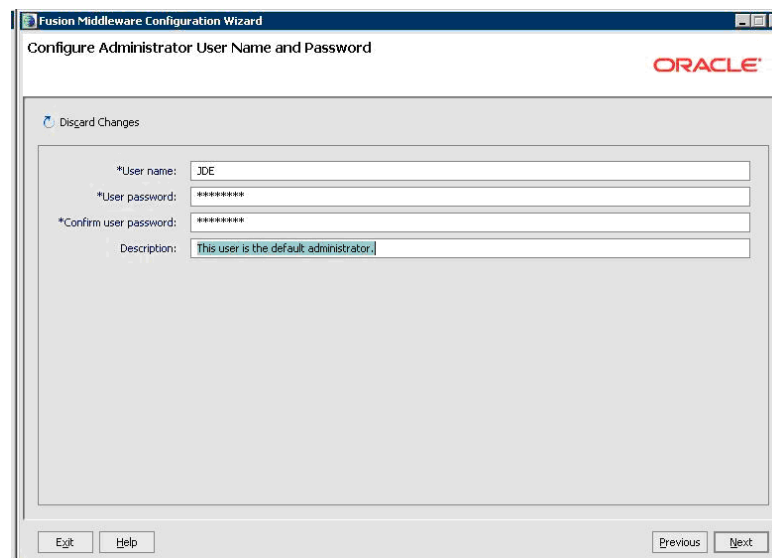 Fusion Middleware Configuration Wizard
Configure Administrator User Name and Password
ORACLE
Discard Changes
*User name: JDE
*User password: ********
*Confirm user password: ********
Description: This user is the default administrator.
Exit Help Previous Next